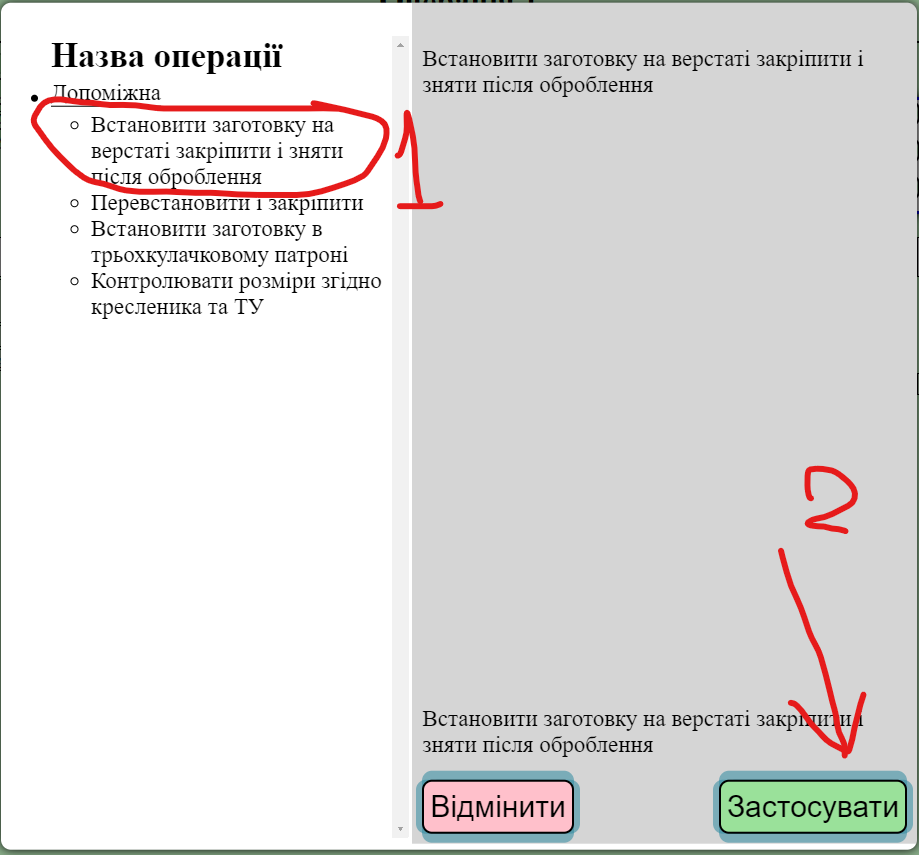 Назва операції
Допоміжна
Встановити заготовку на
верстаті закріпити і зняти
після оброблення
Перевстановити і закріпити
Встановити заготовку в
трьохкулачковому патроні
Контролювати розміри згідно
кресленика та ТУ
1
Встановити заготовку на верстаті закріпити і
зняти після оброблення
2
Встановити заготовку на верстаті закріпити і
зняти після оброблення
Відмінити
Застосувати